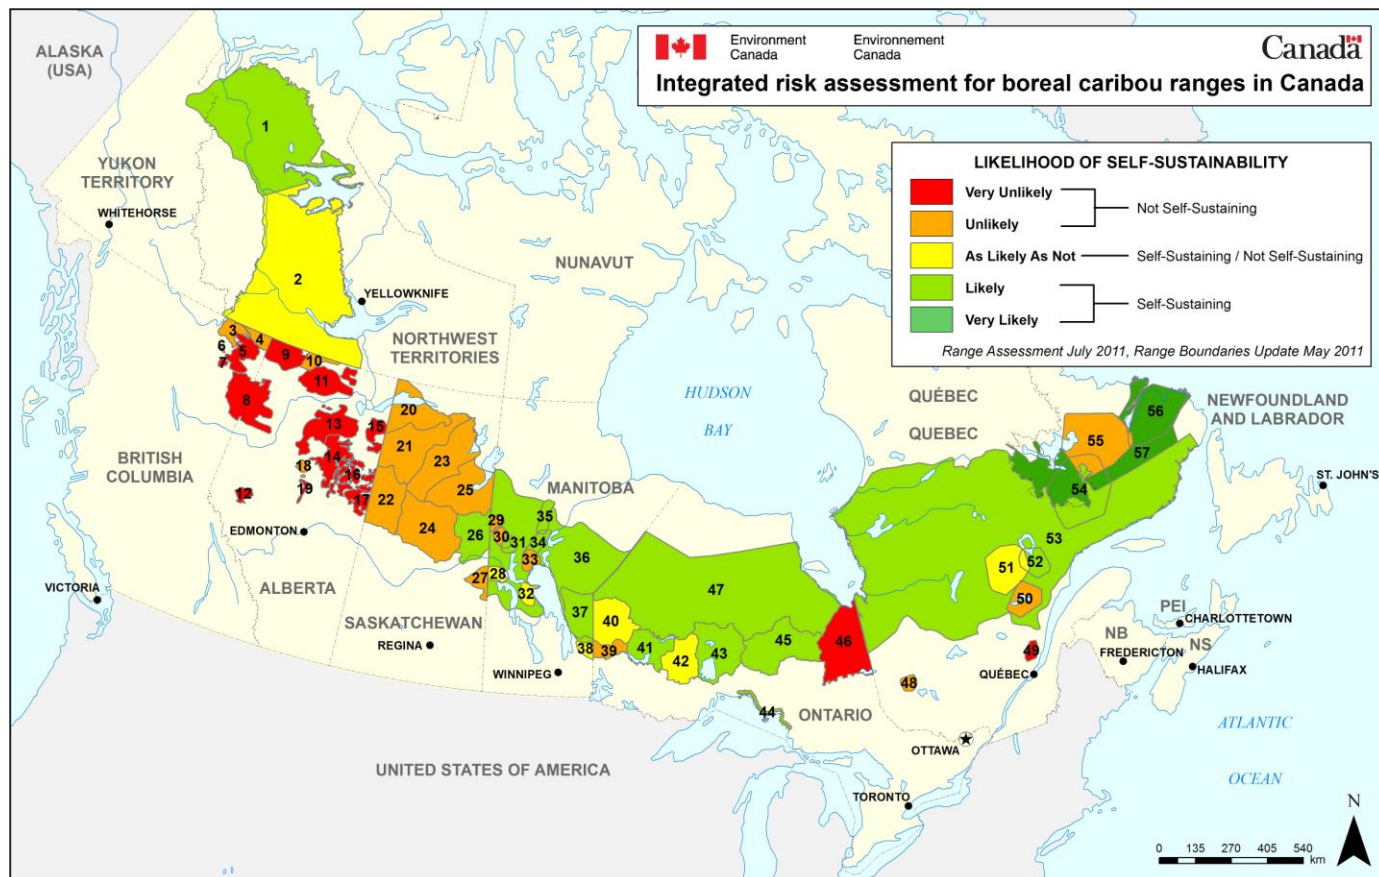 Environment Canada
Environnement Canada
Canada
Integrated risk assessment for boreal caribou ranges in Canada
LIKELIHOOD OF SELF-SUSTAINABILITY
Very Unlikely
Unlikely
Not Self-Sustaining
As Likely As Not
Self-Sustaining / Not Self-Sustaining
Likely
Very Likely
Self-Sustaining
Range Assessment July 2011, Range Boundaries Update May 2011
ALASKA
(USA)
YUKON
TERRITORY
WHITEHORSE
NUNAVUT
YELLOWKNIFE
NORTHWEST
TERRITORIES
HUDSON
BAY
QUÉBEC
QUEBEC
NEWFOUNDLAND
AND LABRADOR
ST. JOHN'S
BRITISH
COLUMBIA
MANITOBA
EDMONTON
ALBERTA
VICTORIA
SASKATCHEWAN
REGINA
WINNIPEG
PEI
CHARLOTTETOWN
NB
FREDERICTON
NS
HALIFAX
QUÉBEC
ONTARIO
OTTAWA
TORONTO
ATLANTIC
OCEAN
UNITED STATES OF AMERICA
1
2
3
4
5
6
7
8
9
10
11
12
13
14
15
16
17
18
19
20
21
22
23
24
25
26
27
28
29
30
31
32
33
34
35
36
37
38
39
40
41
42
43
44
45
46
47
48
49
50
51
52
53
54
55
56
57
N
0 135 270 405 540
km